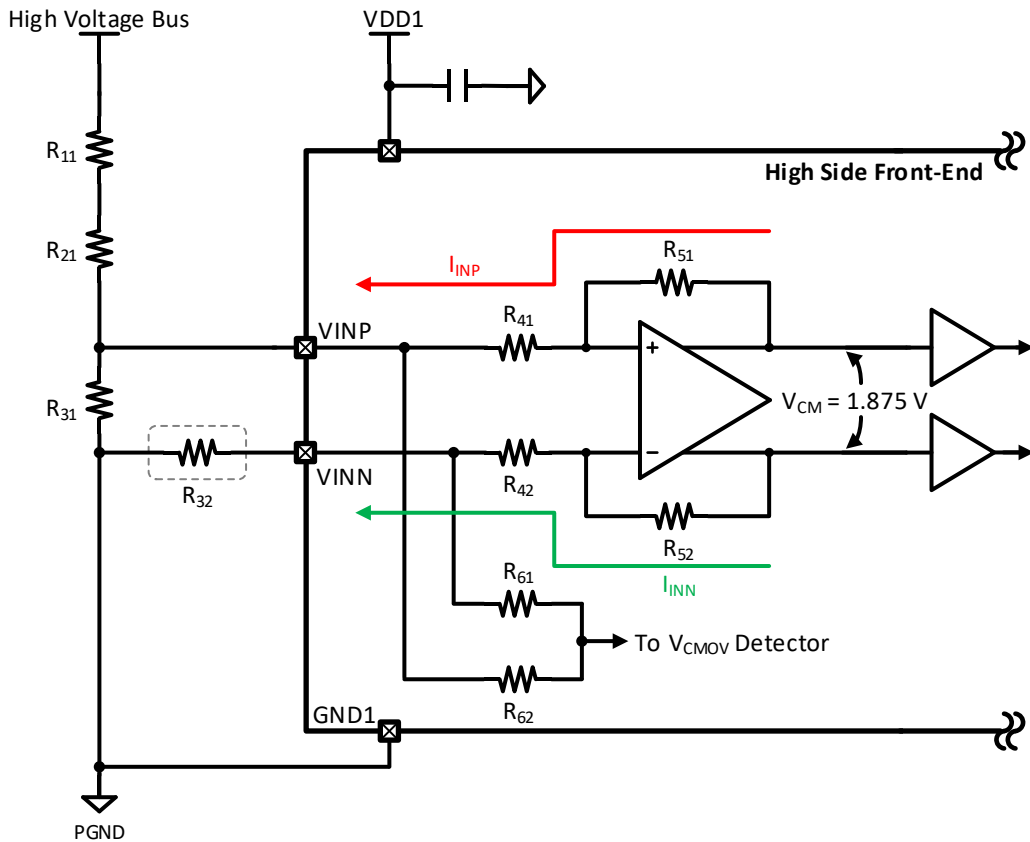 High Voltage Bus
VDD1
R11
High Side Front-End
R21
IINP
R51
R41
VINP
+
VCM = 1.875 V
R31
VINN
−
R32
R42
R52
IINN
R61
To VCMOV Detector
R62
GND1
PGND